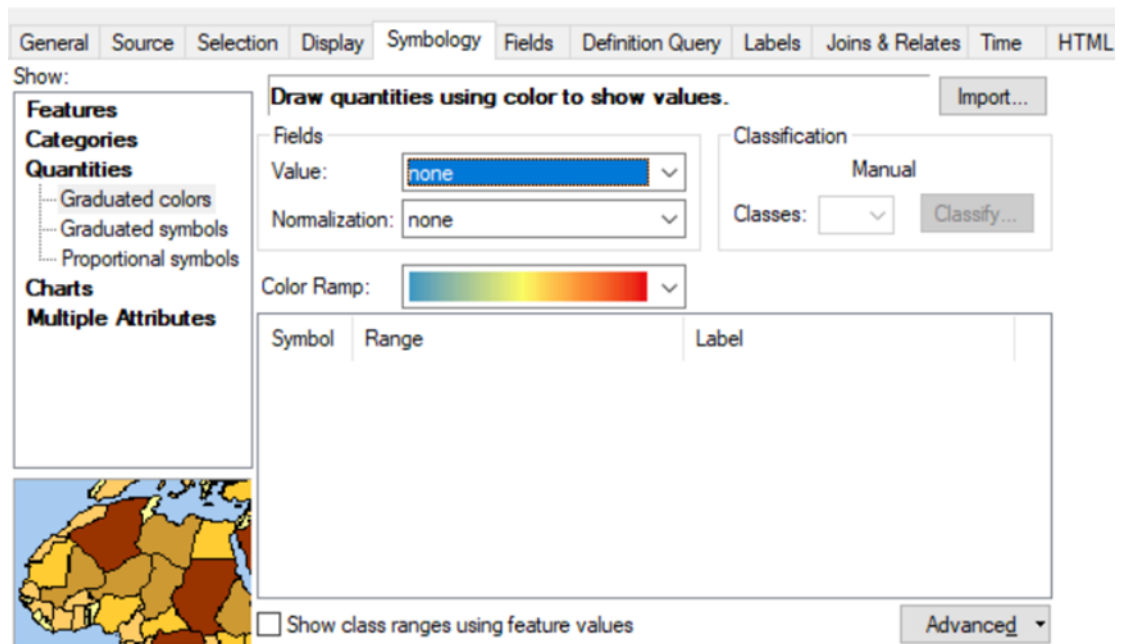 General Source Selection Display Symbology Fields Definition Query Labels Joins & Relates Time HTML
Show:
Features
Categories
Quantities
Graduated colors
Graduated symbols
Proportional symbols
Charts
Multiple Attributes
Draw quantities using color to show values.
Import...
Fields
Value: none
Normalization: none
Classification
Manual
Classes:
Classify...
Color Ramp:
Symbol Range Label
Show class ranges using feature values
Advanced